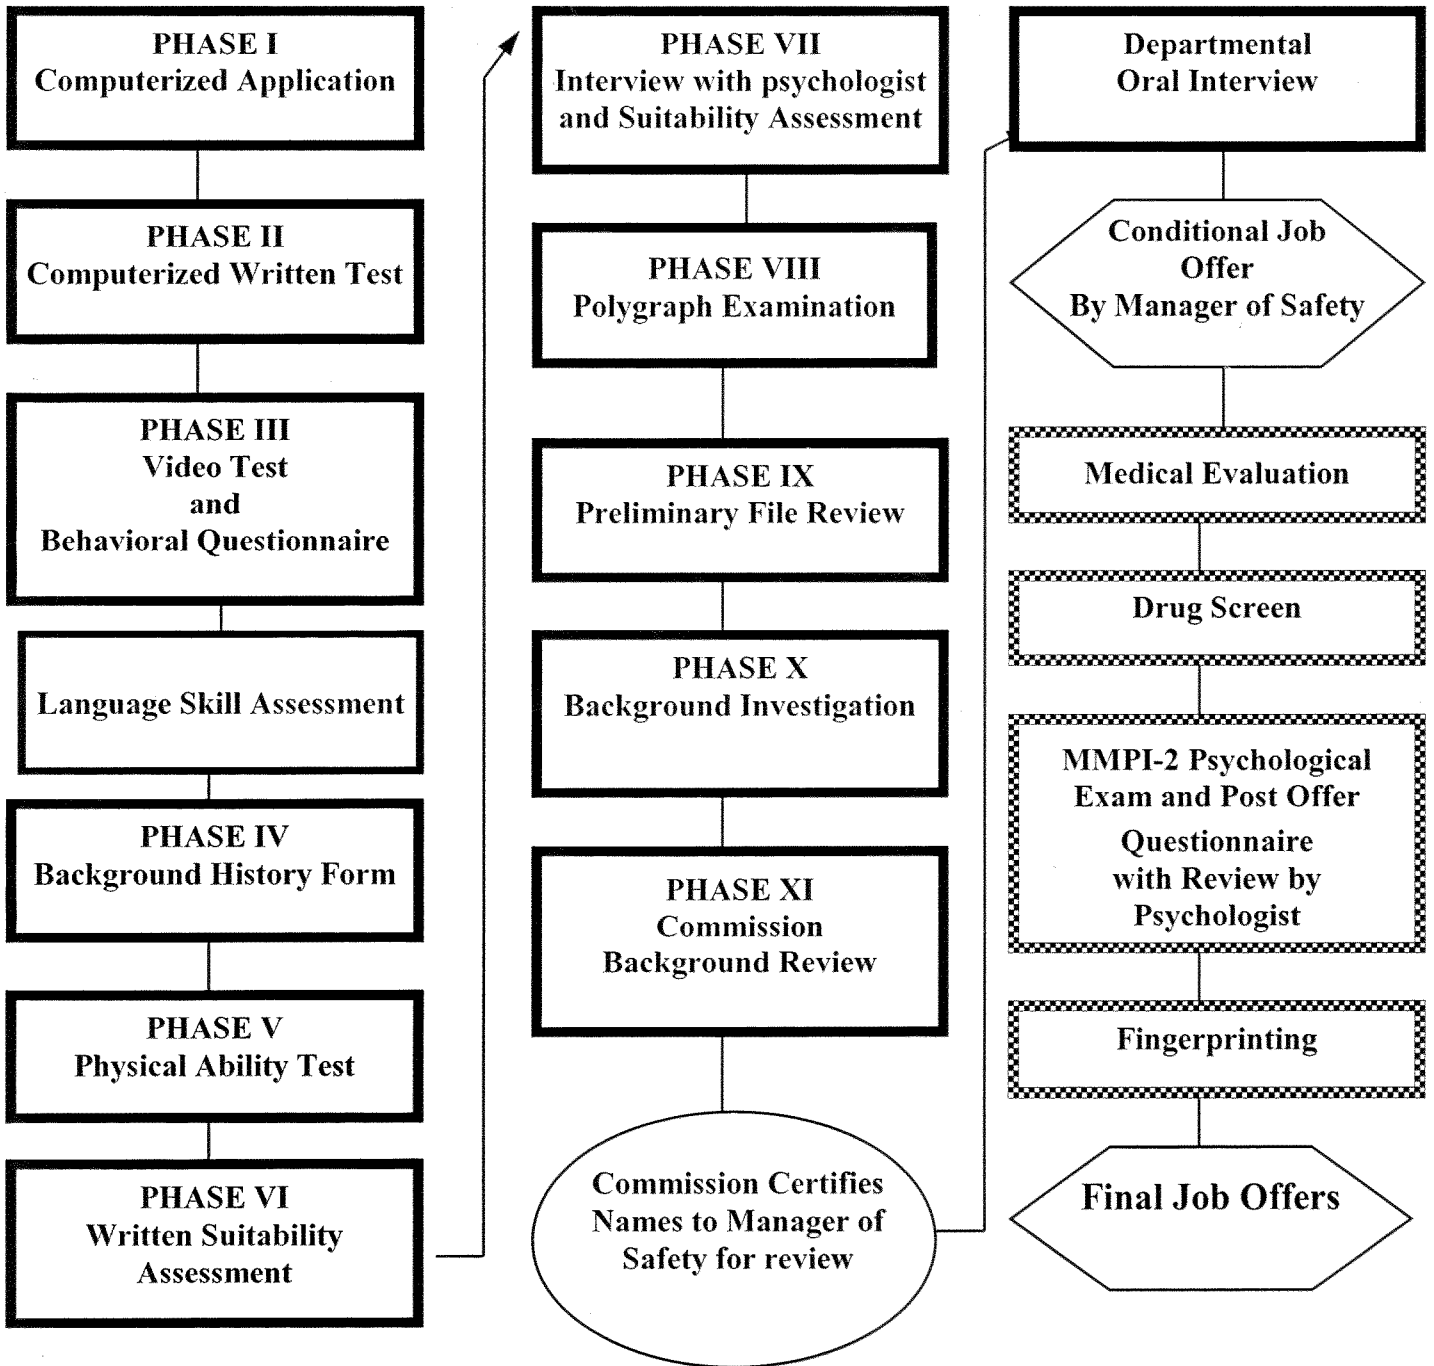 PHASE I
Computerized Application
PHASE II
Computerized Written Test
PHASE III
Video Test
and
Behavioral Questionnaire
Language Skill Assessment
PHASE IV
Background History Form
PHASE V
Physical Ability Test
PHASE VI
Written Suitability
Assessment
PHASE VII
Interview with psychologist
and Suitability Assessment
PHASE VIII
Polygraph Examination
PHASE IX
Preliminary File Review
PHASE X
Background Investigation
PHASE XI
Commission
Background Review
Commission Certifies
Names to Manager of
Safety for review
Departmental
Oral Interview
Conditional Job
Offer
By Manager of Safety
Medical Evaluation
Drug Screen
MMPI-2 Psychological
Exam and Post Offer
Questionnaire
with Review by
Psychologist
Fingerprinting
Final Job Offers